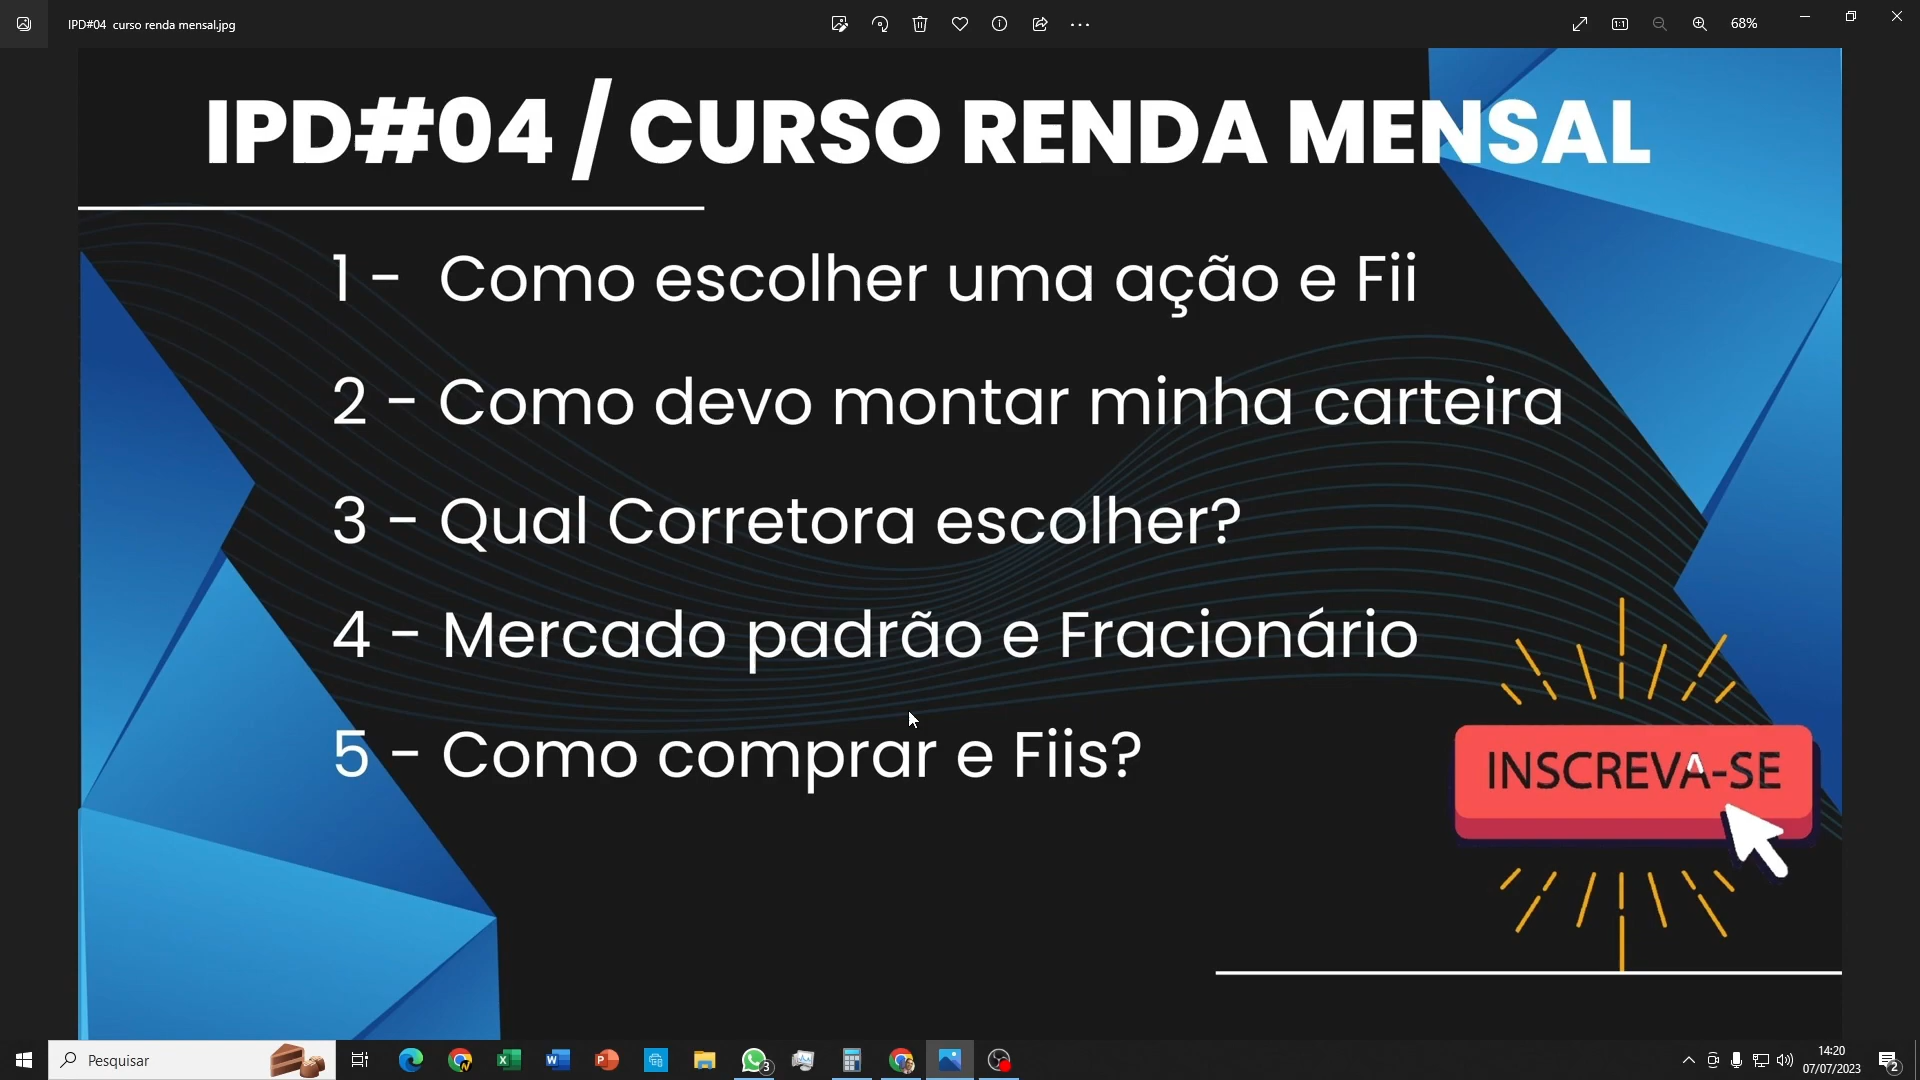 IPD#04 curso renda mensal.jpg
68%
IPD#04 / CURSO RENDA MENSAL
1 - Como escolher uma ação e Fii
2 - Como devo montar minha carteira
3 - Qual Corretora escolher?
4 - Mercado padrão e Fracionário
5 - Como comprar e Fiis?
INSCREVA-SE
Pesquisar
3
14:20
07/07/2023
2